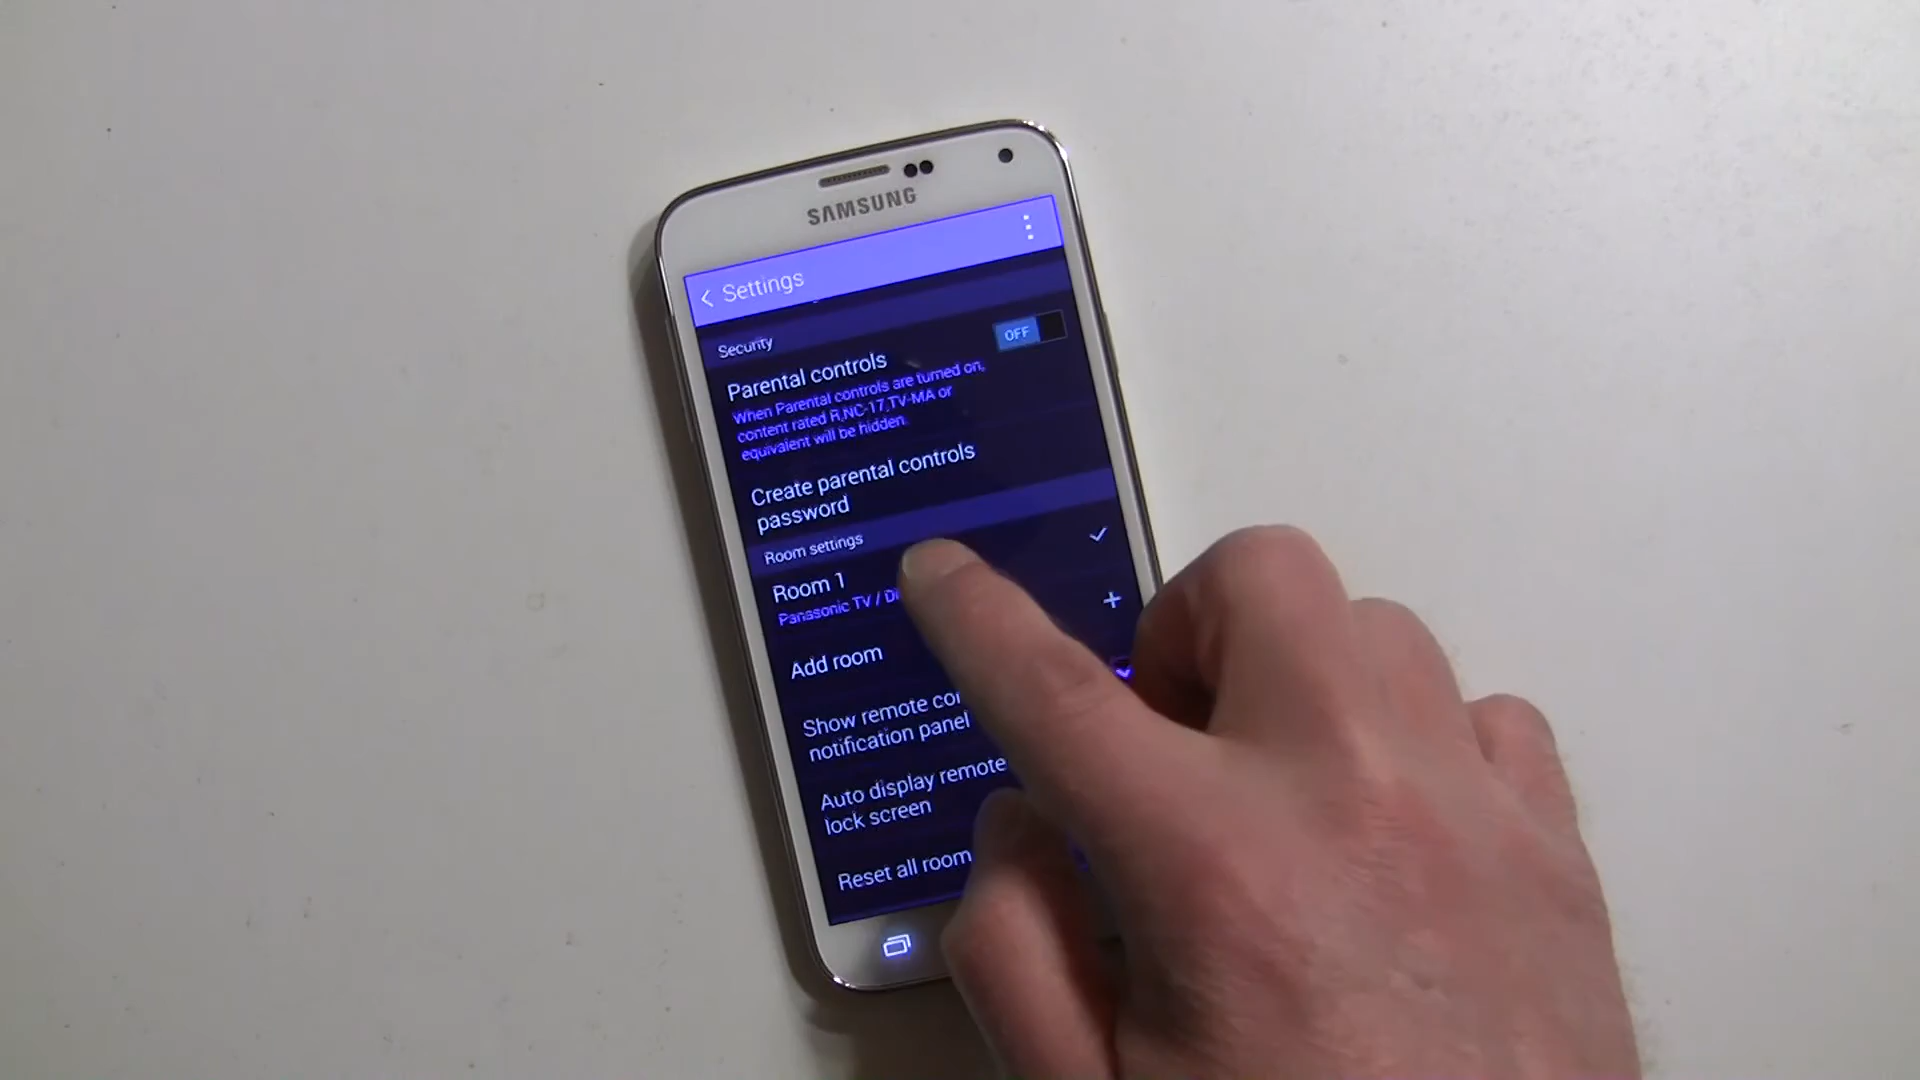 SAMSUNG
Settings
Security
Parental controls
OFF
When Parental controls are turned on,
content rated R,NC-17,TV-MA or
equivalent will be hidden.
Create parental controls
password
Room settings
Room 1
Panasonic TV /
Add room
Show remote
notification panel
Auto display remote
lock screen
Reset all room